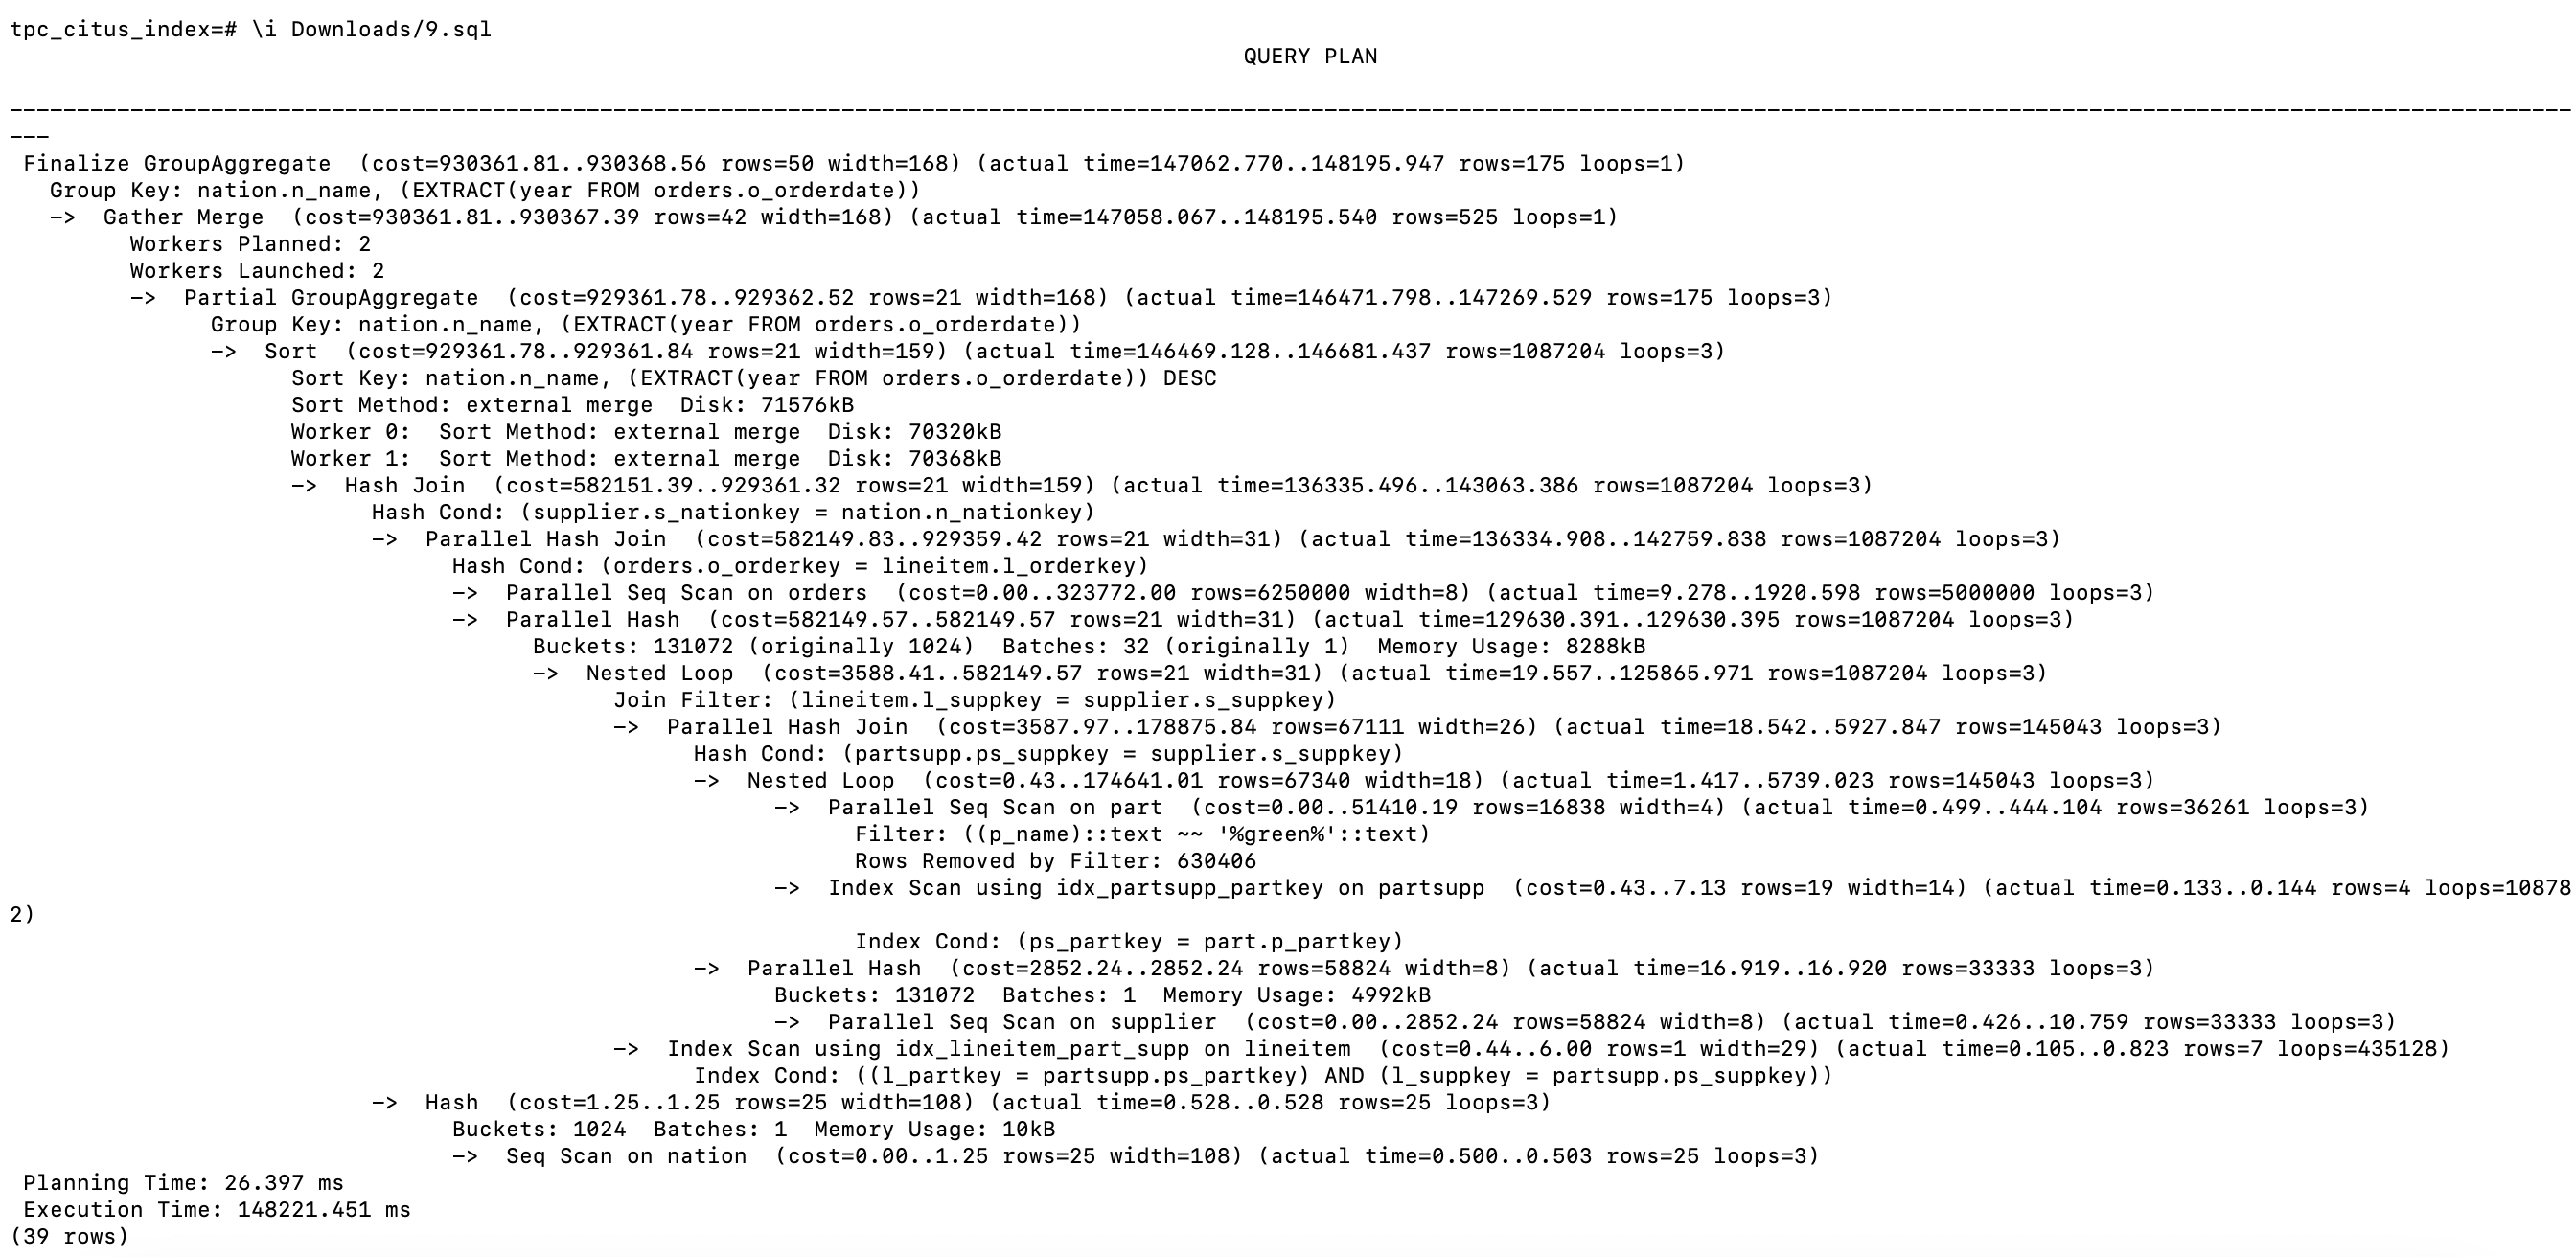 tpc_citus_index=# \i Downloads/9.sql
QUERY PLAN
-----------------------------------------------------------------------------------------------------------------------------------------------------------------------------------------------
---
Finalize GroupAggregate  (cost=930361.81..930368.56 rows=50 width=168) (actual time=147062.770..148195.947 rows=175 loops=1)
Group Key: nation.n_name, (EXTRACT(year FROM orders.o_orderdate))
->  Gather Merge  (cost=930361.81..930367.39 rows=42 width=168) (actual time=147058.067..148195.540 rows=525 loops=1)
Workers Planned: 2
Workers Launched: 2
->  Partial GroupAggregate  (cost=929361.78..929362.52 rows=21 width=168) (actual time=146471.798..147269.529 rows=175 loops=3)
Group Key: nation.n_name, (EXTRACT(year FROM orders.o_orderdate))
->  Sort  (cost=929361.78..929361.84 rows=21 width=159) (actual time=146469.128..146681.437 rows=1087204 loops=3)
Sort Key: nation.n_name, (EXTRACT(year FROM orders.o_orderdate)) DESC
Sort Method: external merge  Disk: 71576kB
Worker 0:  Sort Method: external merge  Disk: 70320kB
Worker 1:  Sort Method: external merge  Disk: 70368kB
->  Hash Join  (cost=582151.39..929361.32 rows=21 width=159) (actual time=136335.496..143063.386 rows=1087204 loops=3)
Hash Cond: (supplier.s_nationkey = nation.n_nationkey)
->  Parallel Hash Join  (cost=582149.83..929359.42 rows=21 width=31) (actual time=136334.908..142759.838 rows=1087204 loops=3)
Hash Cond: (orders.o_orderkey = lineitem.l_orderkey)
->  Parallel Seq Scan on orders  (cost=0.00..323772.00 rows=6250000 width=8) (actual time=9.278..1920.598 rows=5000000 loops=3)
->  Parallel Hash  (cost=582149.57..582149.57 rows=21 width=31) (actual time=129630.391..129630.395 rows=1087204 loops=3)
Buckets: 131072 (originally 1024)  Batches: 32 (originally 1)  Memory Usage: 8288kB
->  Nested Loop  (cost=3588.41..582149.57 rows=21 width=31) (actual time=19.557..125865.971 rows=1087204 loops=3)
Join Filter: (lineitem.l_suppkey = supplier.s_suppkey)
->  Parallel Hash Join  (cost=3587.97..178875.84 rows=67111 width=26) (actual time=18.542..5927.847 rows=145043 loops=3)
Hash Cond: (partsupp.ps_suppkey = supplier.s_suppkey)
->  Nested Loop  (cost=0.43..174641.01 rows=67340 width=18) (actual time=1.417..5739.023 rows=145043 loops=3)
->  Parallel Seq Scan on part  (cost=0.00..51410.19 rows=16838 width=4) (actual time=0.499..444.104 rows=36261 loops=3)
Filter: ((p_name)::text ~~ '%green%'::text)
Rows Removed by Filter: 630406
->  Index Scan using idx_partsupp_partkey on partsupp  (cost=0.43..7.13 rows=19 width=14) (actual time=0.133..0.144 rows=4 loops=10878
2)
Index Cond: (ps_partkey = part.p_partkey)
->  Parallel Hash  (cost=2852.24..2852.24 rows=58824 width=8) (actual time=16.919..16.920 rows=33333 loops=3)
Buckets: 131072  Batches: 1  Memory Usage: 4992kB
->  Parallel Seq Scan on supplier  (cost=0.00..2852.24 rows=58824 width=8) (actual time=0.426..10.759 rows=33333 loops=3)
->  Index Scan using idx_lineitem_part_supp on lineitem  (cost=0.44..6.00 rows=1 width=29) (actual time=0.105..0.823 rows=7 loops=435128)
Index Cond: ((l_partkey = partsupp.ps_partkey) AND (l_suppkey = partsupp.ps_suppkey))
->  Hash  (cost=1.25..1.25 rows=25 width=108) (actual time=0.528..0.528 rows=25 loops=3)
Buckets: 1024  Batches: 1  Memory Usage: 10kB
->  Seq Scan on nation  (cost=0.00..1.25 rows=25 width=108) (actual time=0.500..0.503 rows=25 loops=3)
Planning Time: 26.397 ms
Execution Time: 148221.451 ms
(39 rows)